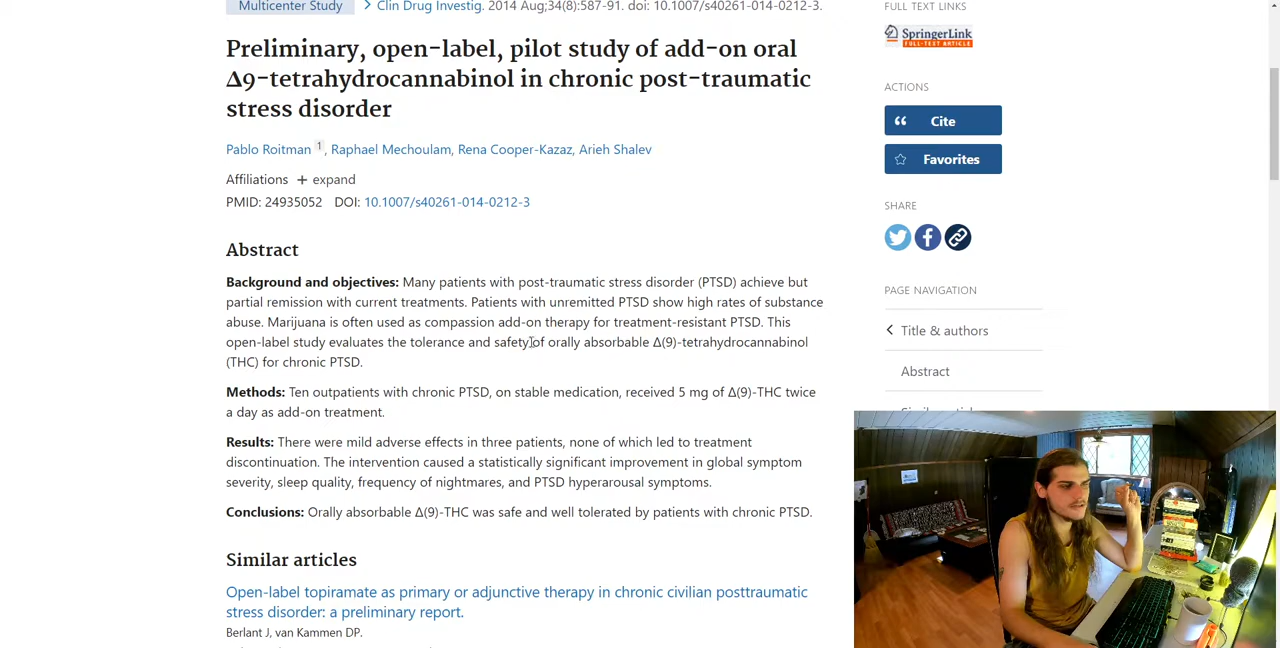 Multicenter Study > Clin Drug Investig. 2014 Aug;34(8):587-91. doi: 10.1007/s40261-014-0212-3.
Preliminary, open-label, pilot study of add-on oral
Δ9-tetrahydrocannabinol in chronic post-traumatic
stress disorder
Pablo Roitman 1, Raphael Mechoulam, Rena Cooper-Kazaz, Arieh Shalev
Affiliations + expand
PMID: 24935052 DOI: 10.1007/s40261-014-0212-3
Abstract
Background and objectives: Many patients with post-traumatic stress disorder (PTSD) achieve but
partial remission with current treatments. Patients with unremitted PTSD show high rates of substance
abuse. Marijuana is often used as compassion add-on therapy for treatment-resistant PTSD. This
open-label study evaluates the tolerance and safety of orally absorbable Δ(9)-tetrahydrocannabinol
(THC) for chronic PTSD.
Methods: Ten outpatients with chronic PTSD, on stable medication, received 5 mg of Δ(9)-THC twice
a day as add-on treatment.
Results: There were mild adverse effects in three patients, none of which led to treatment
discontinuation. The intervention caused a statistically significant improvement in global symptom
severity, sleep quality, frequency of nightmares, and PTSD hyperarousal symptoms.
Conclusions: Orally absorbable Δ(9)-THC was safe and well tolerated by patients with chronic PTSD.
Similar articles
Open-label topiramate as primary or adjunctive therapy in chronic civilian posttraumatic
stress disorder: a preliminary report.
Berlant J, van Kammen DP.
FULL TEXT LINKS
SpringerLink
FULL-TEXT ARTICLE
ACTIONS
Cite
Favorites
SHARE
PAGE NAVIGATION
Title & authors
Abstract